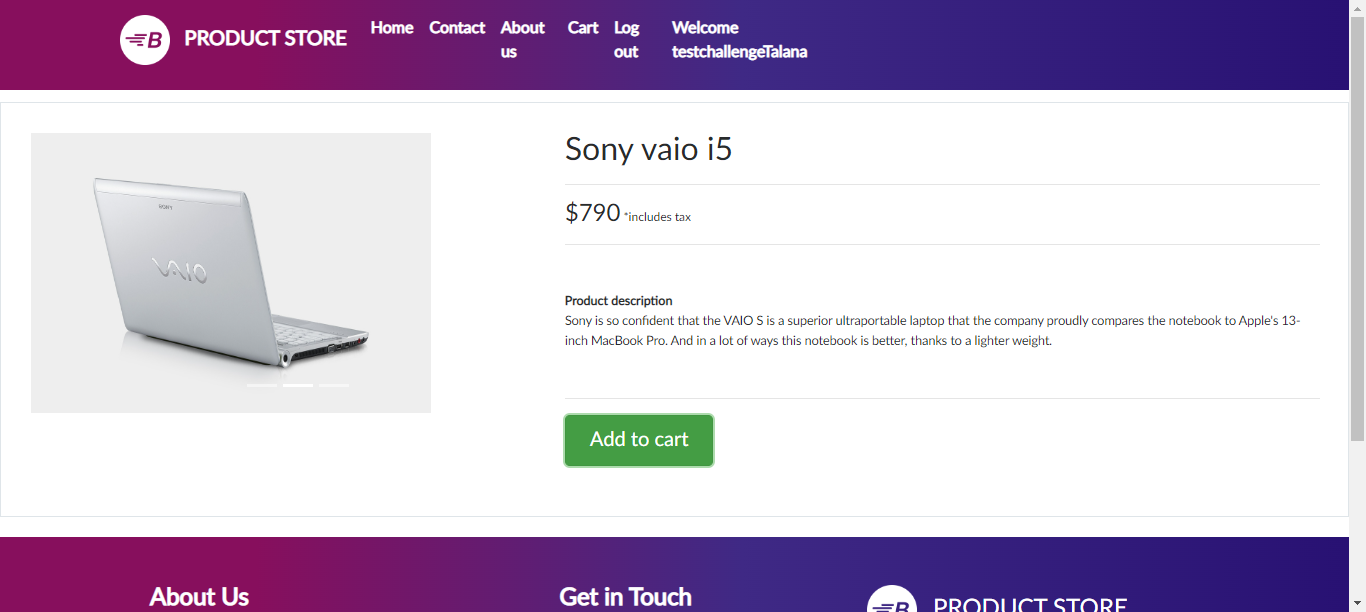 B PRODUCT STORE Home Contact About us Cart Log out Welcome testchallengeTalana
SONY
VAIO
Sony vaio i5
$790 *includes tax
Product description
Sony is so confident that the VAIO S is a superior ultraportable laptop that the company proudly compares the notebook to Apple's 13-
inch MacBook Pro. And in a lot of ways this notebook is better, thanks to a lighter weight.
Add to cart
About Us
Get in Touch
B PRODUCT STORE